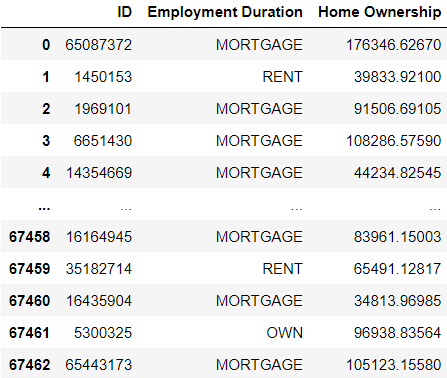 ID Employment Duration Home Ownership
0 65087372 MORTGAGE 176346.62670
1 1450153 RENT 39833.92100
2 1969101 MORTGAGE 91506.69105
3 6651430 MORTGAGE 108286.57590
4 14354669 MORTGAGE 44234.82545
... ... ... ...
67458 16164945 MORTGAGE 83961.15003
67459 35182714 RENT 65491.12817
67460 16435904 MORTGAGE 34813.96985
67461 5300325 OWN 96938.83564
67462 65443173 MORTGAGE 105123.15580